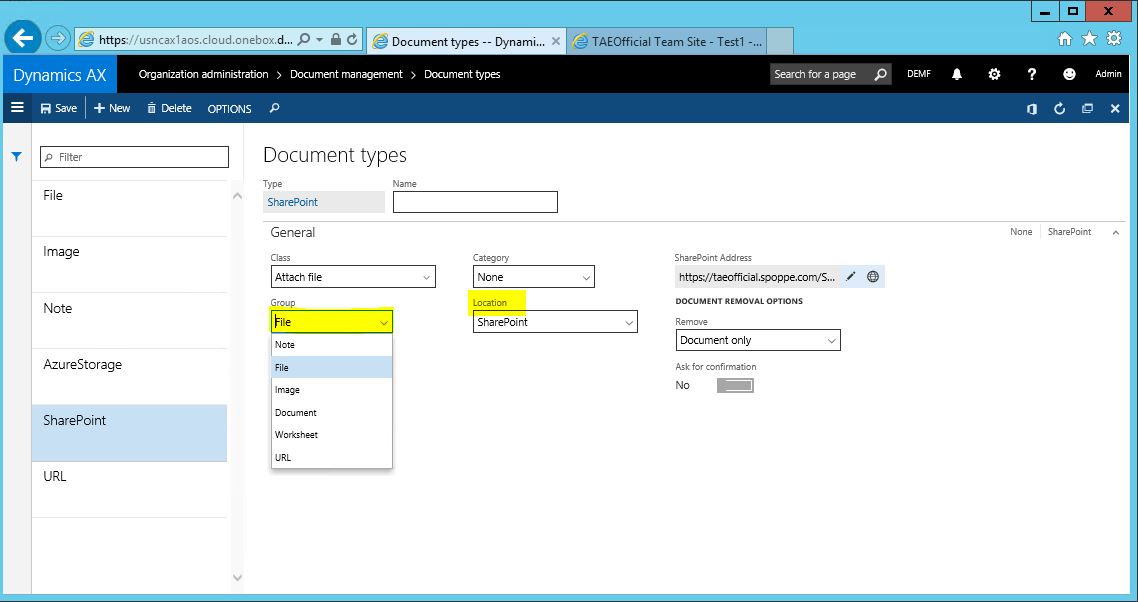 https://usncax1aos.cloud.onebox.d...
Document types -- Dynami...
TAEOfficial Team Site - Test1 -...
Dynamics AX
Organization administration > Document management > Document types
Search for a page
DEMF
?
Admin
Save
+ New
Delete
OPTIONS
Filter
File
Image
Note
AzureStorage
SharePoint
URL
Document types
Type
Name
SharePoint
General
None
SharePoint
Class
Category
SharePoint Address
Attach file
None
https://taeofficial.spoppe.com/S...
Group
Location
DOCUMENT REMOVAL OPTIONS
File
SharePoint
Remove
Document only
Note
File
Image
Document
Worksheet
URL
Ask for confirmation
No